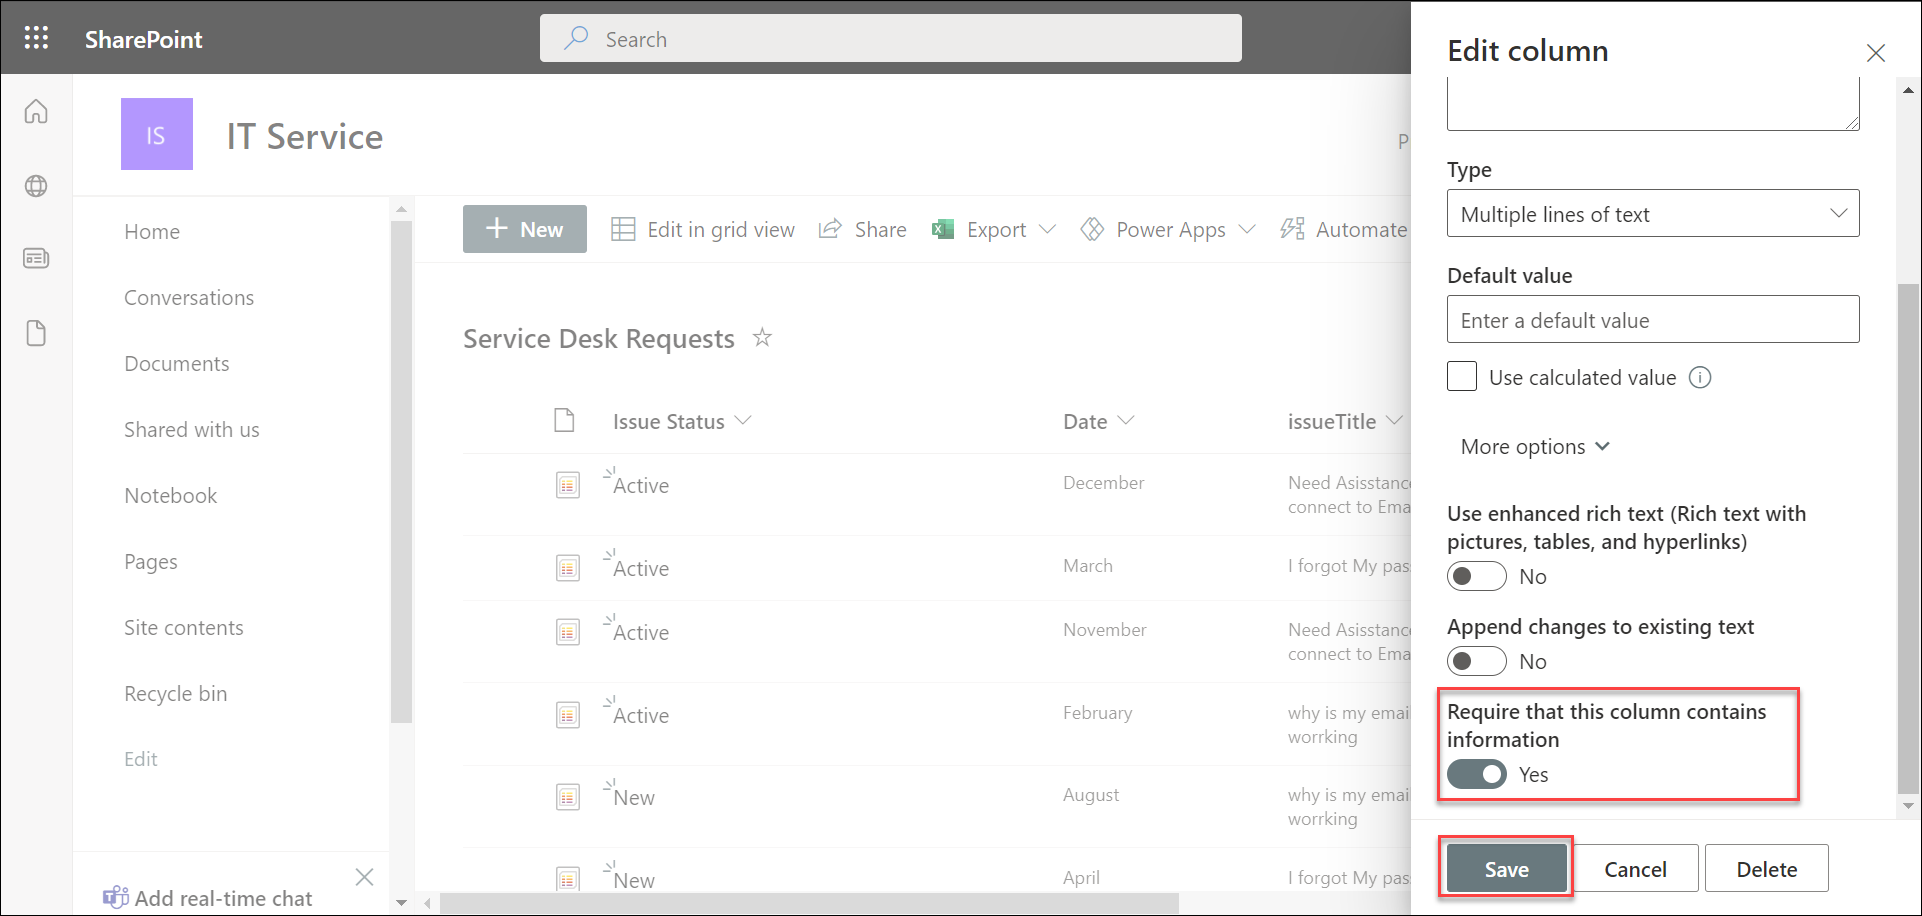 SharePoint
Search
IS
IT Service
P
Home
Conversations
Documents
Shared with us
Notebook
Pages
Site contents
Recycle bin
Edit
Add real-time chat
New
Edit in grid view
Share
Export
Power Apps
Automate
Service Desk Requests
Issue Status
Date
issueTitle
Active
December
Need Asisstanc
connect to Ema
Active
March
I forgot My pas
Active
November
Need Asisstanc
connect to Ema
Active
February
why is my email
worrking
New
August
why is my email
worrking
New
April
I forgot My pas
Edit column
Type
Multiple lines of text
Default value
Enter a default value
Use calculated value
More options
Use enhanced rich text (Rich text with
pictures, tables, and hyperlinks)
No
Append changes to existing text
No
Require that this column contains
information
Yes
Save
Cancel
Delete